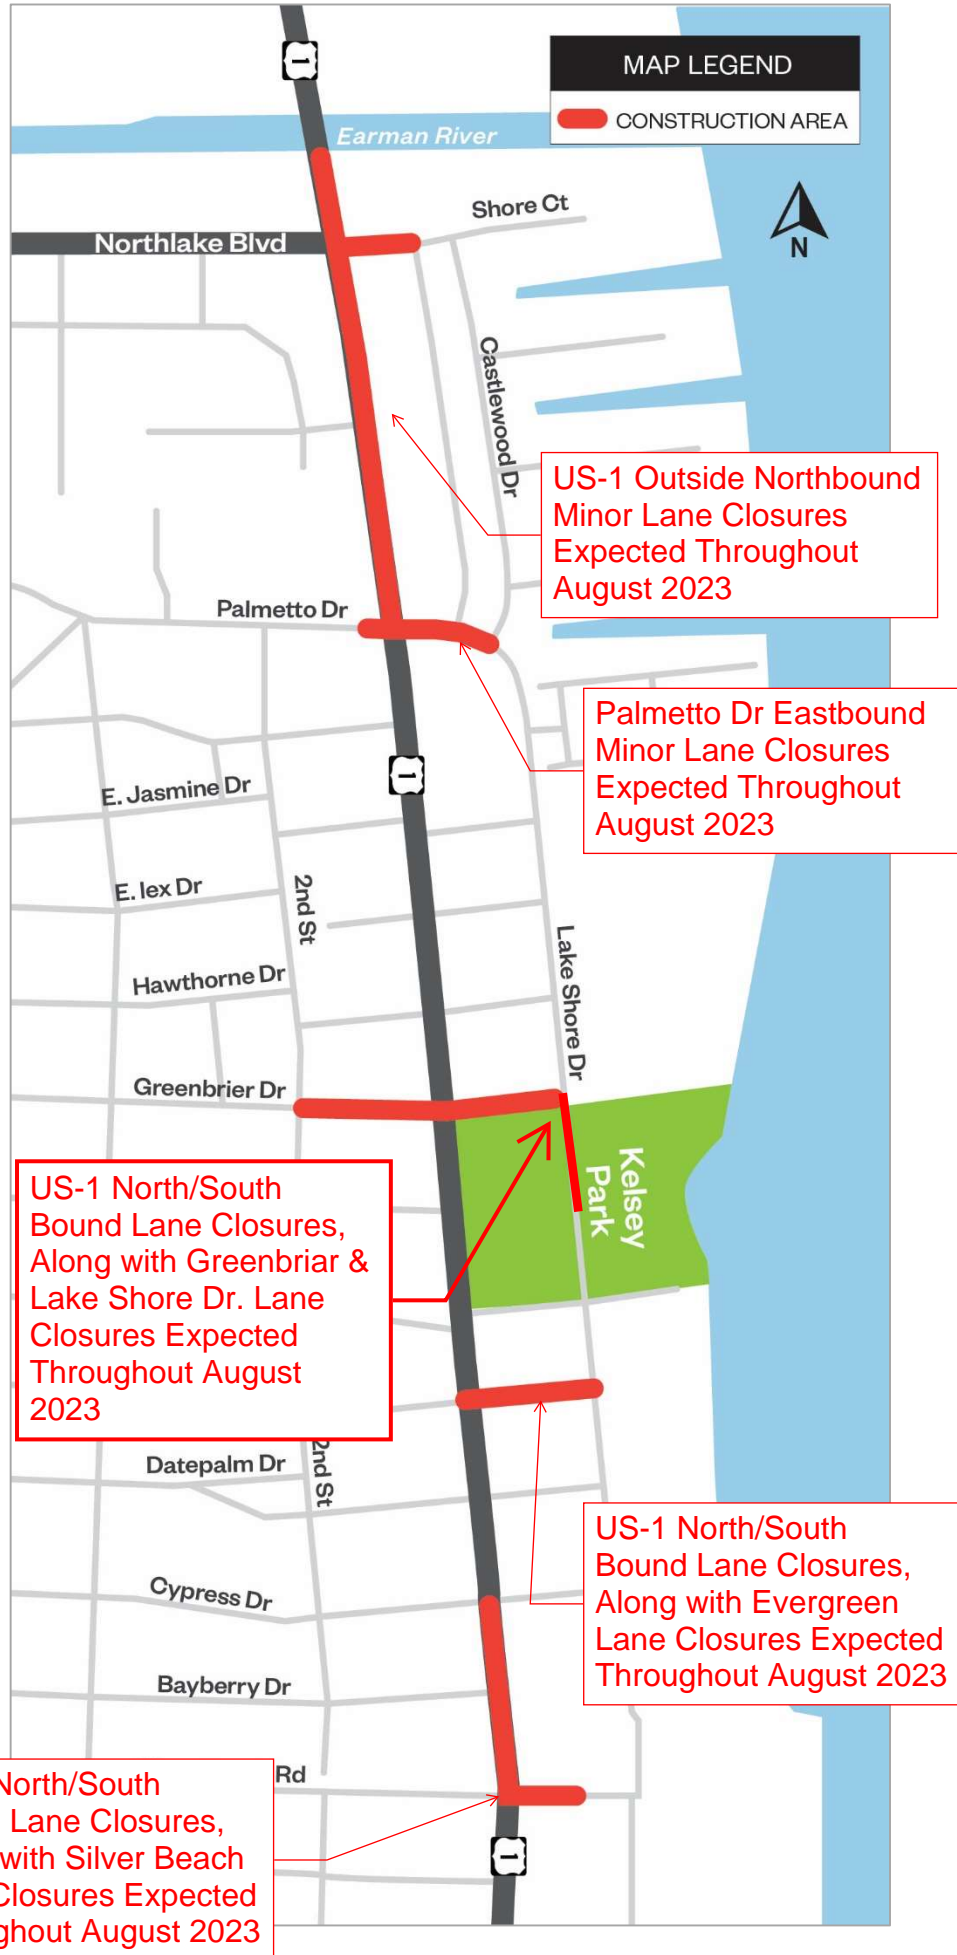 1
MAP LEGEND
CONSTRUCTION AREA
Earman River
N
Shore Ct
Northlake Blvd
Castlewood Dr
US-1 Outside Northbound
Minor Lane Closures
Expected Throughout
August 2023
Palmetto Dr
Palmetto Dr Eastbound
Minor Lane Closures
Expected Throughout
August 2023
1
E. Jasmine Dr
E. lex Dr
2nd St
Lake Shore Dr
Hawthorne Dr
Greenbrier Dr
Kelsey
Park
US-1 North/South
Bound Lane Closures,
Along with Greenbriar &
Lake Shore Dr. Lane
Closures Expected
Throughout August
2023
2nd St
Datepalm Dr
US-1 North/South
Bound Lane Closures,
Along with Evergreen
Lane Closures Expected
Throughout August 2023
Cypress Dr
Bayberry Dr
Rd
North/South
Lane Closures,
with Silver Beach
Closures Expected
ghout August 2023
1